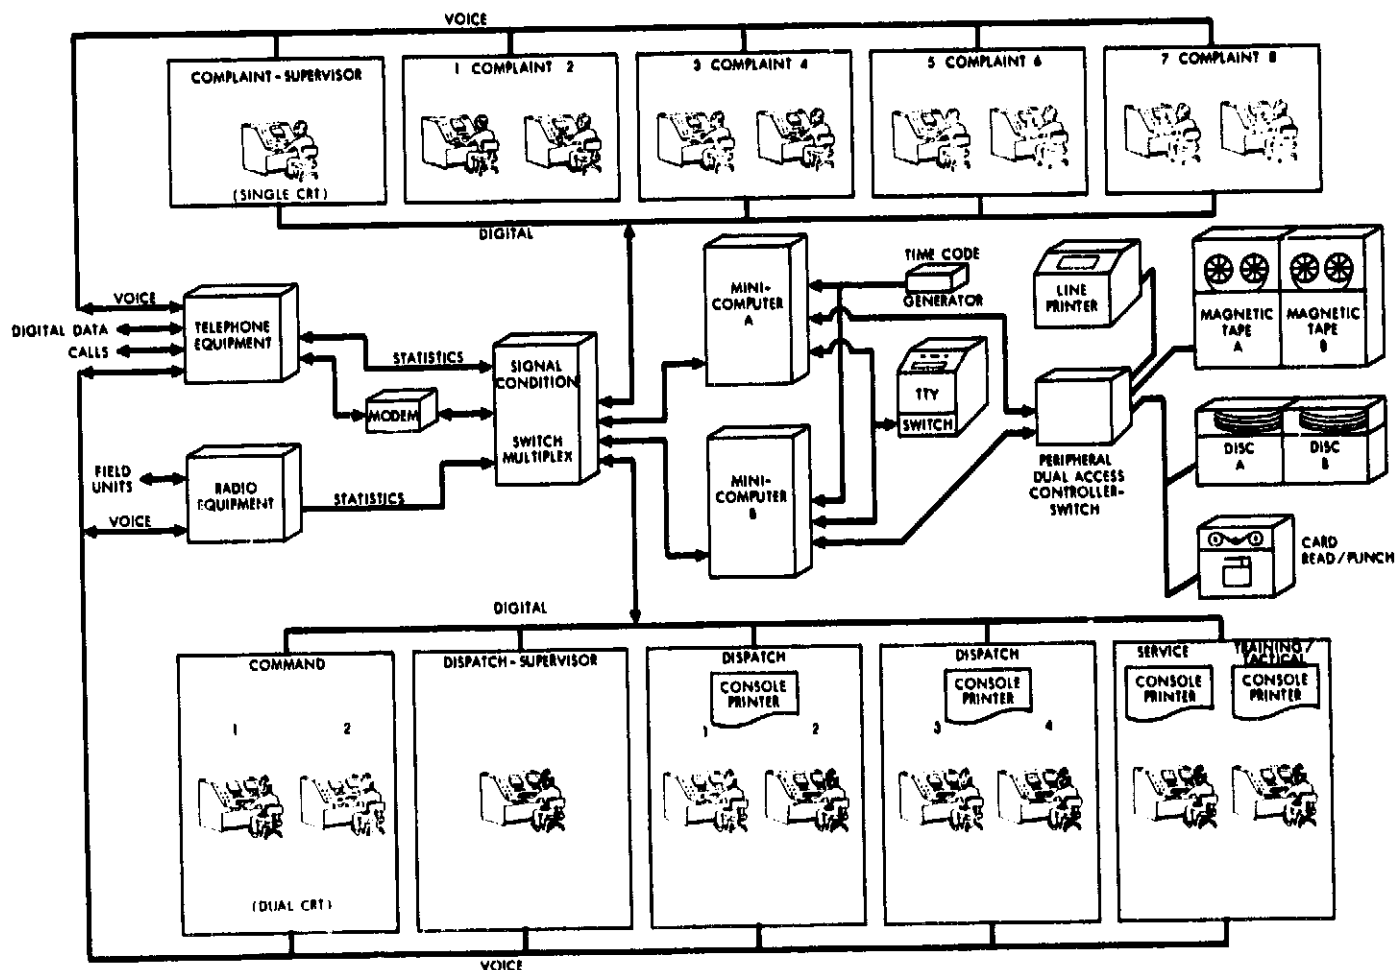 VOICE
COMPLAINT-SUPERVISOR
(SINGLE CRT)
1 COMPLAINT 2
3 COMPLAINT 4
5 COMPLAINT 6
7 COMPLAINT 8
DIGITAL
VOICE
DIGITAL DATA
CALLS
TELEPHONE
EQUIPMENT
STATISTICS
MODEM
SIGNAL
CONDITION
SWITCH
MULTIPLEX
FIELD
UNITS
RADIO
EQUIPMENT
STATISTICS
VOICE
MINI-
COMPUTER
A
MINI-
COMPUTER
B
TIME CODE
GENERATOR
TTY
SWITCH
LINE
PRINTER
PERIPHERAL
DUAL ACCESS
CONTROLLER-
SWITCH
MAGNETIC
TAPE
A
MAGNETIC
TAPE
B
DISC
A
DISC
B
CARD
READ/PUNCH
DIGITAL
COMMAND
1 2
(DUAL CRT)
DISPATCH-SUPERVISOR
DISPATCH
CONSOLE
PRINTER
1 2
DISPATCH
CONSOLE
PRINTER
3 4
SERVICE
CONSOLE
PRINTER
TRAINING/
TACTICAL
CONSOLE
PRINTER
VOICE